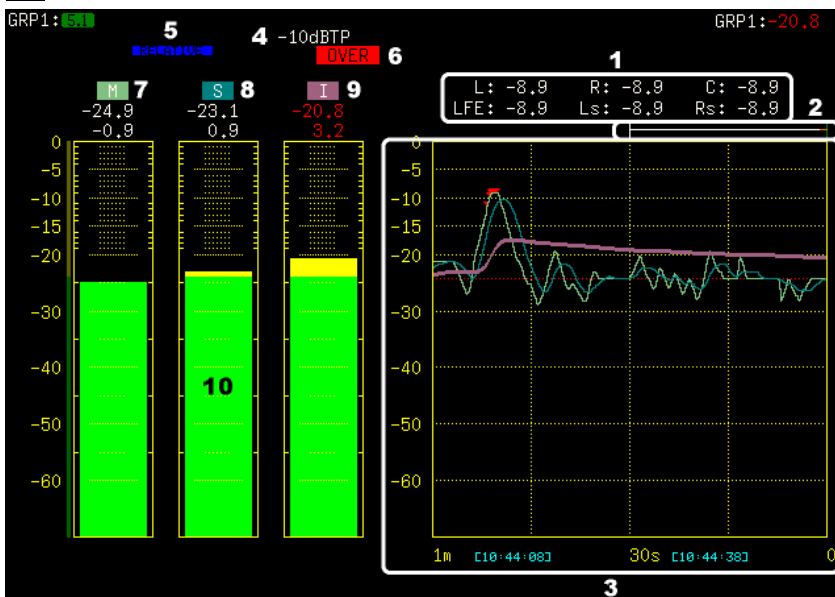 GRP1: 5.1
GRP1:-20.8
5
4 -10dBTP
RELATIVE
OVER 6
1
M 7
S 8
I 9
L: -8.9 R: -8.9 C: -8.9
LFE: -8.9 Ls: -8.9 Rs: -8.9
2
-24.9 -23.1 -20.8
-0.9 0.9 3.2
0
-5
-10
-15
-20
-30
-40
-50
-60
10
0
-5
-10
-15
-20
-30
-40
-50
-60
1m [10:44:08] 30s [10:44:38] 0
3